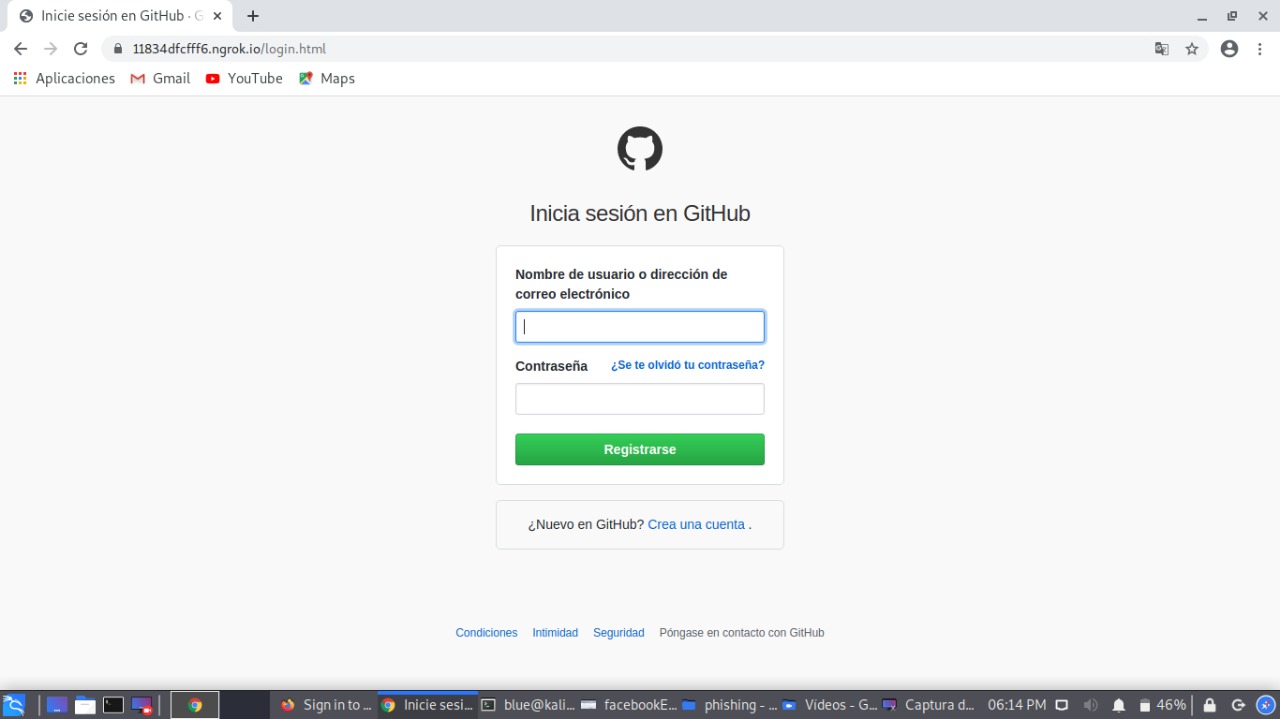 Inicie sesión en GitHub · G
11834dfcfff6.ngrok.io/login.html
Aplicaciones Gmail YouTube Maps
Inicia sesión en GitHub
Nombre de usuario o dirección de
correo electrónico
Contraseña ¿Se te olvidó tu contraseña?
Registrarse
¿Nuevo en GitHub? Crea una cuenta .
Condiciones Intimidad Seguridad Póngase en contacto con GitHub
Sign in to ... Inicie sesi... blue@kali... facebookE... phishing - ... Vídeos - G... Captura d... 06:14 PM 46%